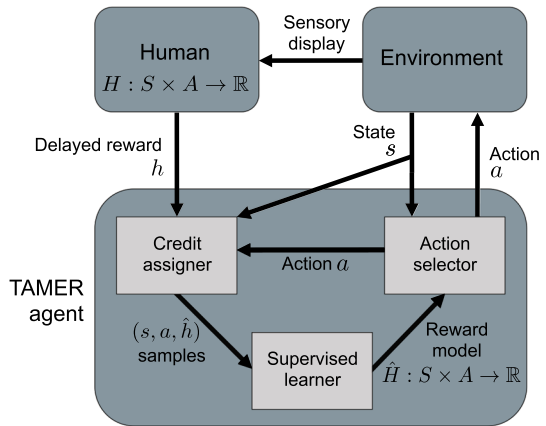 Human
H : S × A → ℝ
Sensory
display
Environment
Delayed reward
h
State
s
Action
a
TAMER
agent
Credit
assigner
Action a
Action
selector
(s, a, ĥ)
samples
Supervised
learner
Reward
model
Ĥ : S × A → ℝ